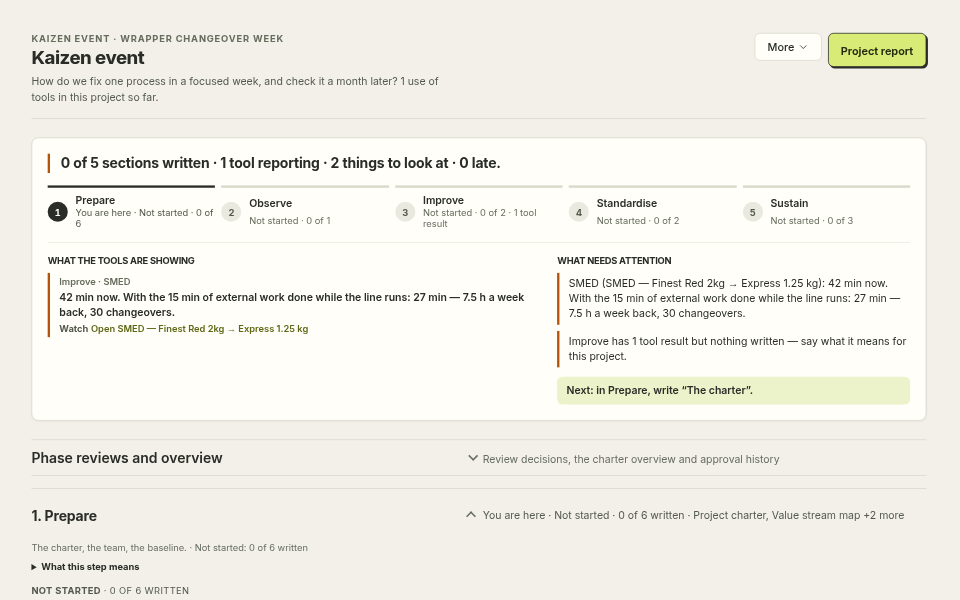 KAIZEN EVENT · WRAPPER CHANGEOVER WEEK
Kaizen event
How do we fix one process in a focused week, and check it a month later? 1 use of
tools in this project so far.
More
Project report
0 of 5 sections written · 1 tool reporting · 2 things to look at · 0 late.
1
Prepare
You are here · Not started · 0 of
6
2
Observe
Not started · 0 of 1
3
Improve
Not started · 0 of 2 · 1 tool
result
4
Standardise
Not started · 0 of 2
5
Sustain
Not started · 0 of 3
WHAT THE TOOLS ARE SHOWING
Improve · SMED
42 min now. With the 15 min of external work done while the line runs: 27 min — 7.5 h a week
back, 30 changeovers.
Watch Open SMED — Finest Red 2kg → Express 1.25 kg
WHAT NEEDS ATTENTION
SMED (SMED — Finest Red 2kg → Express 1.25 kg): 42 min now.
With the 15 min of external work done while the line runs: 27 min —
7.5 h a week back, 30 changeovers.
Improve has 1 tool result but nothing written — say what it means for
this project.
Next: in Prepare, write “The charter”.
Phase reviews and overview
Review decisions, the charter overview and approval history
1. Prepare
You are here · Not started · 0 of 6 written · Project charter, Value stream map +2 more
The charter, the team, the baseline. · Not started: 0 of 6 written
What this step means
NOT STARTED · 0 OF 6 WRITTEN